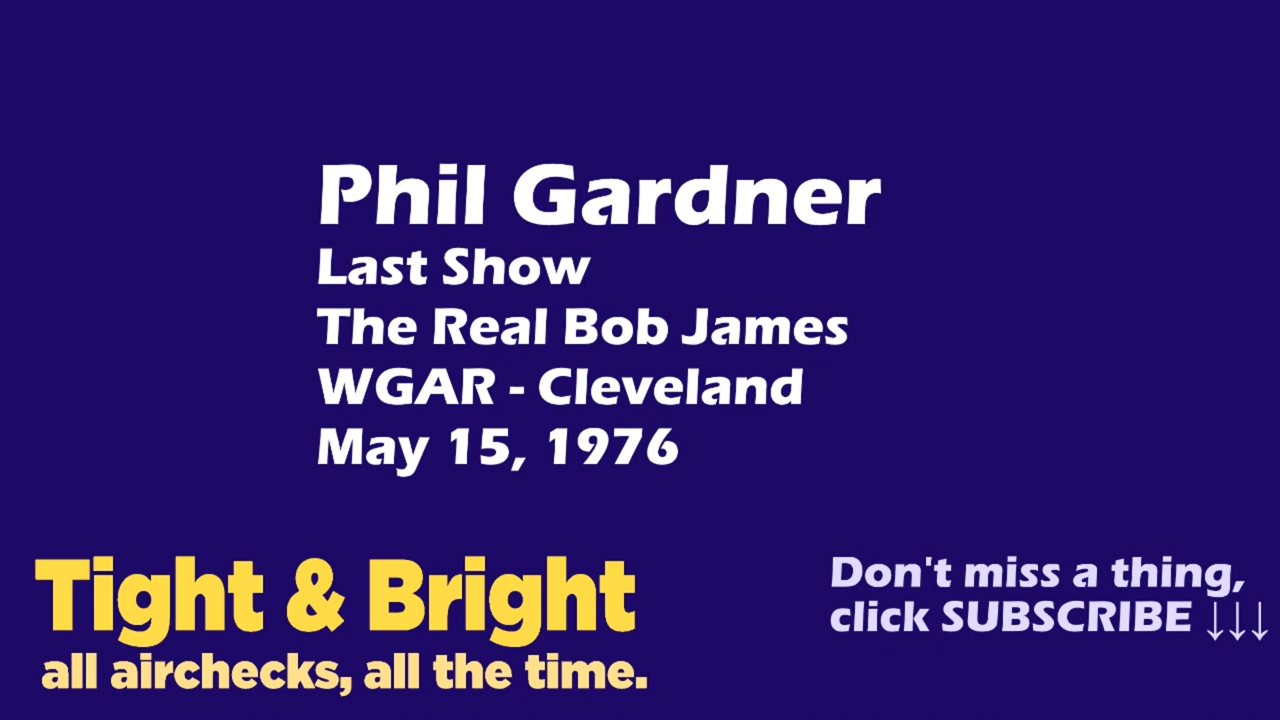 Phil Gardner
Last Show
The Real Bob James
WGAR - Cleveland
May 15, 1976
Tight & Bright
all airchecks, all the time.
Don't miss a thing,
click SUBSCRIBE ↓↓↓